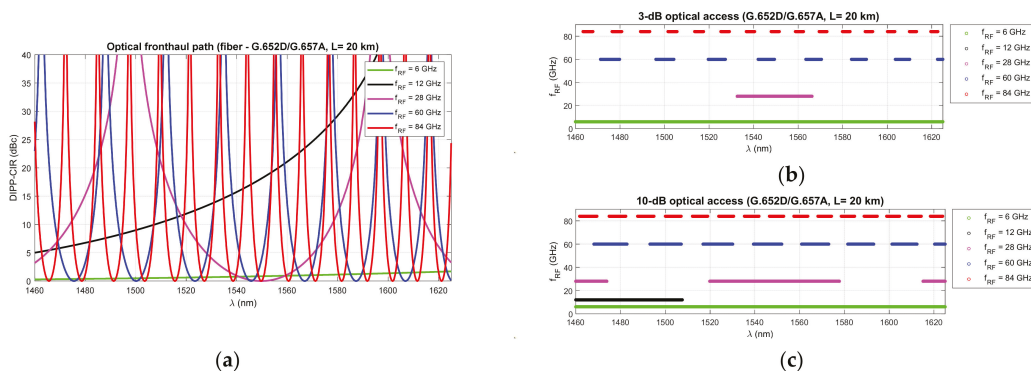 Optical fronthaul path (fiber - G.652D/G.657A, L= 20 km)
40
35
30
25
20
15
10
5
0
DIPP-CIR (dBc)
f_RF = 6 GHz
f_RF = 12 GHz
f_RF = 28 GHz
f_RF = 60 GHz
f_RF = 84 GHz
1460 1480 1500 1520 1540 1560 1580 1600 1620
λ (nm)
(a)
3-dB optical access (G.652D/G.657A, L= 20 km)
80
60
40
20
0
f_RF (GHz)
1460 1480 1500 1520 1540 1560 1580 1600 1620
λ (nm)
f_RF = 6 GHz
f_RF = 12 GHz
f_RF = 28 GHz
f_RF = 60 GHz
f_RF = 84 GHz
(b)
10-dB optical access (G.652D/G.657A, L= 20 km)
80
60
40
20
0
f_RF (GHz)
1460 1480 1500 1520 1540 1560 1580 1600 1620
λ (nm)
f_RF = 6 GHz
f_RF = 12 GHz
f_RF = 28 GHz
f_RF = 60 GHz
f_RF = 84 GHz
(c)